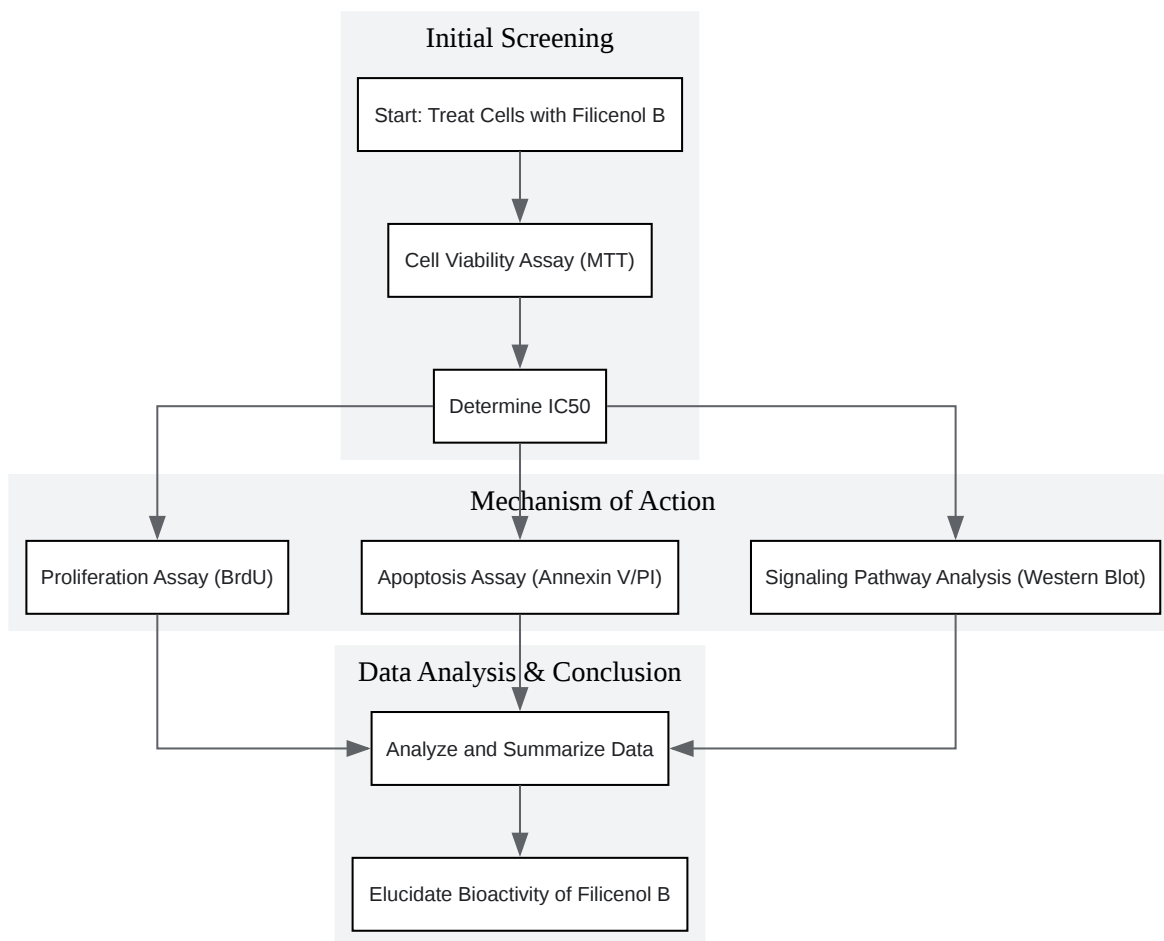 Initial Screening
Start: Treat Cells with Filicenol B
Cell Viability Assay (MTT)
Determine IC50
Mechanism of Action
Proliferation Assay (BrdU)
Apoptosis Assay (Annexin V/PI)
Signaling Pathway Analysis (Western Blot)
Data Analysis & Conclusion
Analyze and Summarize Data
Elucidate Bioactivity of Filicenol B